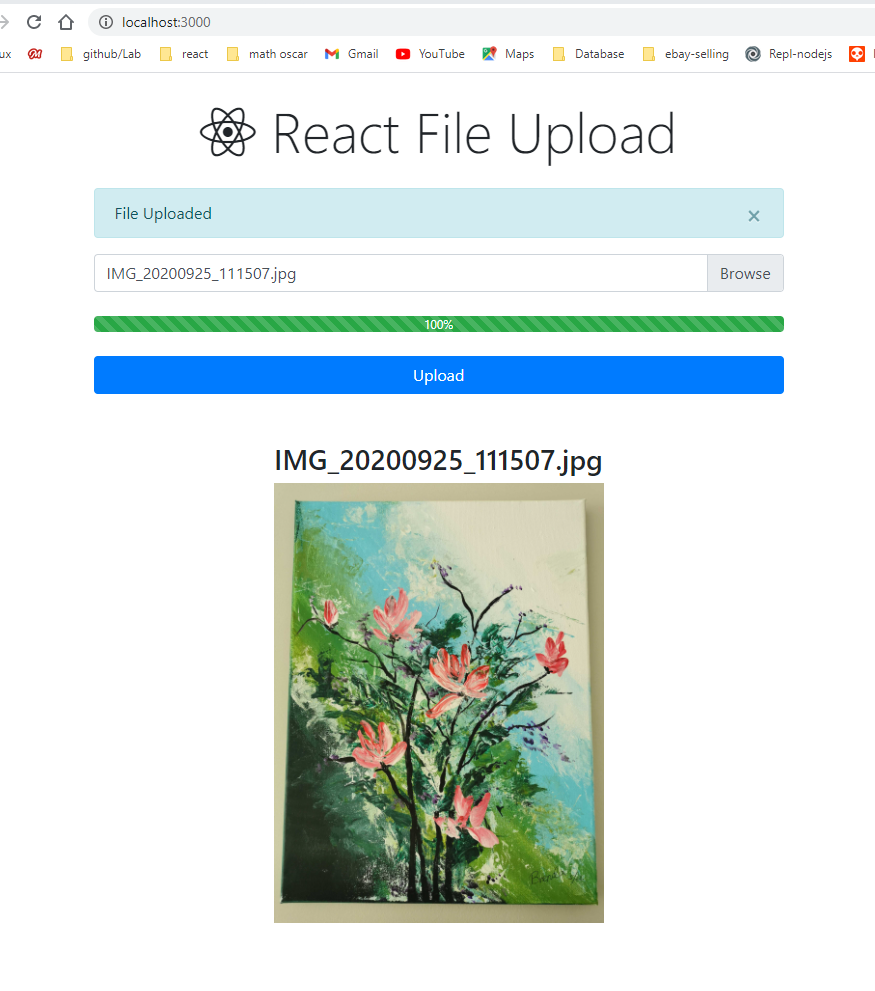 localhost:3000
ux github/Lab react math oscar Gmail YouTube Maps Database ebay-selling Repl-nodejs
React File Upload
File Uploaded ×
IMG_20200925_111507.jpg Browse
100%
Upload
IMG_20200925_111507.jpg